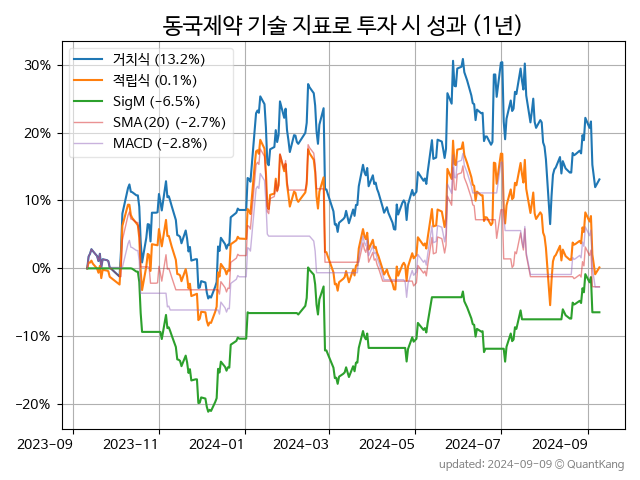 동국제약 기술 지표로 투자 시 성과 (1년)
거치식 (13.2%)
적립식 (0.1%)
SigM (−6.5%)
SMA(20) (−2.7%)
MACD (−2.8%)
30%
20%
10%
0%
−10%
−20%
2023-09 2023-11 2024-01 2024-03 2024-05 2024-07 2024-09
updated: 2024-09-09 © QuantKang